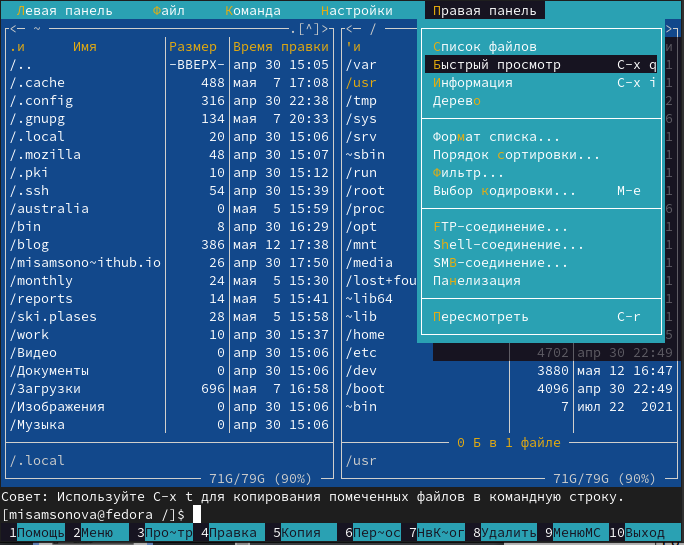 Левая панель Файл Команда Настройки Правая панель
<─ ~ .[^]> <─ /
.и Имя Размер Время правки 'и
/.. -ВВЕРХ- апр 30 15:05 /var
/.cache 488 мая 7 17:08 /usr
/.config 316 апр 30 22:38 /tmp
/.gnupg 134 мая 7 20:33 /sys
/.local 20 апр 30 15:06 /srv
/.mozilla 48 апр 30 15:07 ~sbin
/.pki 10 апр 30 15:12 /run
/.ssh 54 апр 30 15:39 /root
/australia 0 мая 5 15:59 /proc
/bin 8 апр 30 16:29 /opt
/blog 386 мая 12 17:38 /mnt
/misamsono~ithub.io 26 апр 30 17:50 /media
/monthly 24 мая 5 15:30 /lost+fou
/reports 14 мая 5 15:41 ~lib64
/ski.plases 28 мая 5 15:58 ~lib
/work 10 апр 30 15:37 /home
/Видео 0 апр 30 15:06 /etc 4702 апр 30 22:49
/Документы 0 апр 30 15:06 /dev 3880 мая 12 16:47
/Загрузки 696 мая 7 16:58 /boot 4096 апр 30 22:49
/Изображения 0 апр 30 15:06 ~bin 7 июл 22 2021
/Музыка 0 апр 30 15:06
0 Б в 1 файле
/.local /usr
71G/79G (90%) 71G/79G (90%)
Список файлов
Быстрый просмотр C-x q
Информация C-x i
Дерево
Формат списка...
Порядок сортировки...
Фильтр...
Выбор кодировки... M-e
FTP-соединение...
Shell-соединение...
SMB-соединение...
Панелизация
Пересмотреть C-r
Совет: Используйте C-x t для копирования помеченных файлов в командную строку.
[misamsonova@fedora /]$
1Помощь 2Меню 3Про~тр 4Правка 5Копия 6Пер~ос 7НвК~ог 8Удалить 9МенюMC 10Выход